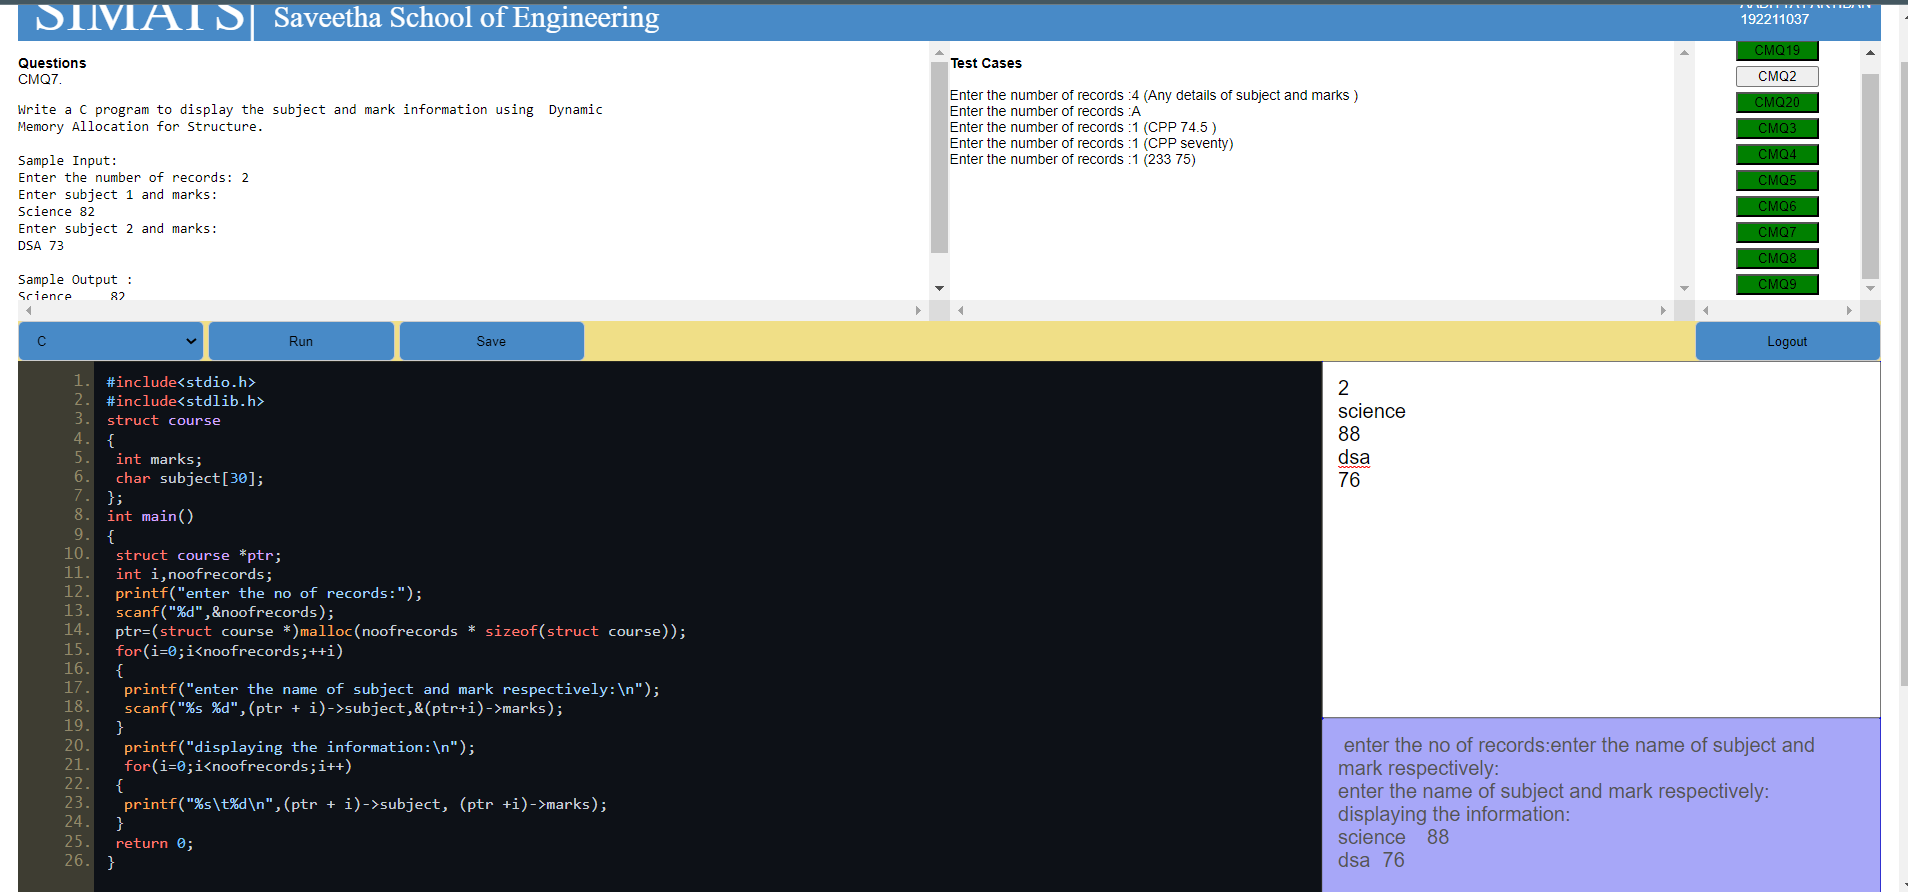 SIMATS
Saveetha School of Engineering
192211037
Questions
CMQ7.
Write a C program to display the subject and mark information using  Dynamic
Memory Allocation for Structure.
Sample Input:
Enter the number of records: 2
Enter subject 1 and marks:
Science 82
Enter subject 2 and marks:
DSA 73
Sample Output :
Science     82
Test Cases
Enter the number of records :4 (Any details of subject and marks )
Enter the number of records :A
Enter the number of records :1 (CPP 74.5 )
Enter the number of records :1 (CPP seventy)
Enter the number of records :1 (233 75)
CMQ19
CMQ2
CMQ20
CMQ3
CMQ4
CMQ5
CMQ6
CMQ7
CMQ8
CMQ9
C
Run
Save
Logout
1. #include<stdio.h>
2. #include<stdlib.h>
3. struct course
4. {
5.  int marks;
6.  char subject[30];
7. };
8. int main()
9. {
10.  struct course *ptr;
11.  int i,noofrecords;
12.  printf("enter the no of records:");
13.  scanf("%d",&noofrecords);
14.  ptr=(struct course *)malloc(noofrecords * sizeof(struct course));
15.  for(i=0;i<noofrecords;++i)
16.  {
17.   printf("enter the name of subject and mark respectively:\n");
18.   scanf("%s %d",(ptr + i)->subject,&(ptr+i)->marks);
19.  }
20.   printf("displaying the information:\n");
21.   for(i=0;i<noofrecords;i++)
22.  {
23.   printf("%s\t%d\n",(ptr + i)->subject, (ptr +i)->marks);
24.  }
25.  return 0;
26. }
2
science
88
dsa
76
enter the no of records:enter the name of subject and
mark respectively:
enter the name of subject and mark respectively:
displaying the information:
science    88
dsa  76